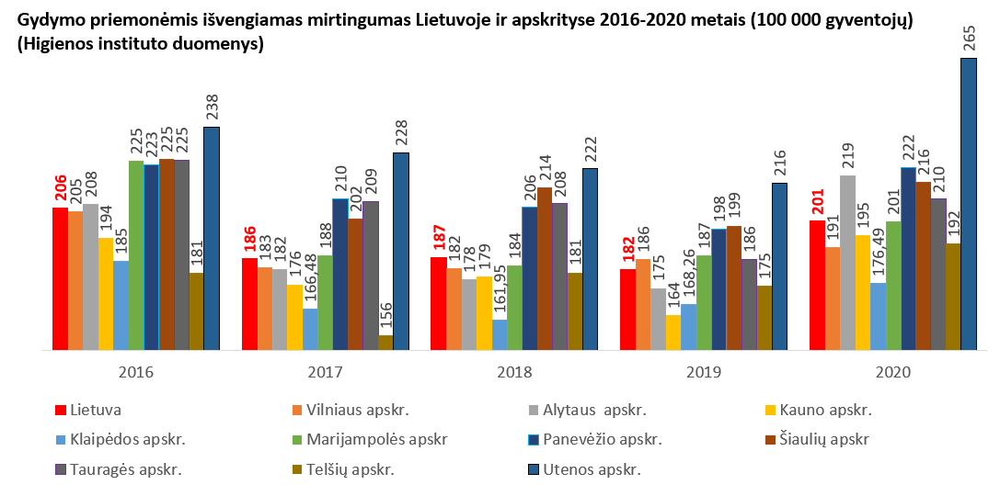 Gydymo priemonėmis išvengiamas mirtingumas Lietuvoje ir apskrityse 2016-2020 metais (100 000 gyventojų)
(Higienos instituto duomenys)
206 205 208 194 185 225 223 225 225 181 238
186 183 182 176 166,48 188 210 202 209 156 228
187 182 178 179 161,95 184 206 214 208 181 222
182 186 175 164 168,26 187 198 199 186 175 216
201 191 219 195 176,49 201 222 216 210 192 265
2016 2017 2018 2019 2020
Lietuva Vilniaus apskr. Alytaus apskr. Kauno apskr.
Klaipėdos apskr. Marijampolės apskr Panevėžio apskr. Šiaulių apskr
Tauragės apskr. Telšių apskr. Utenos apskr.